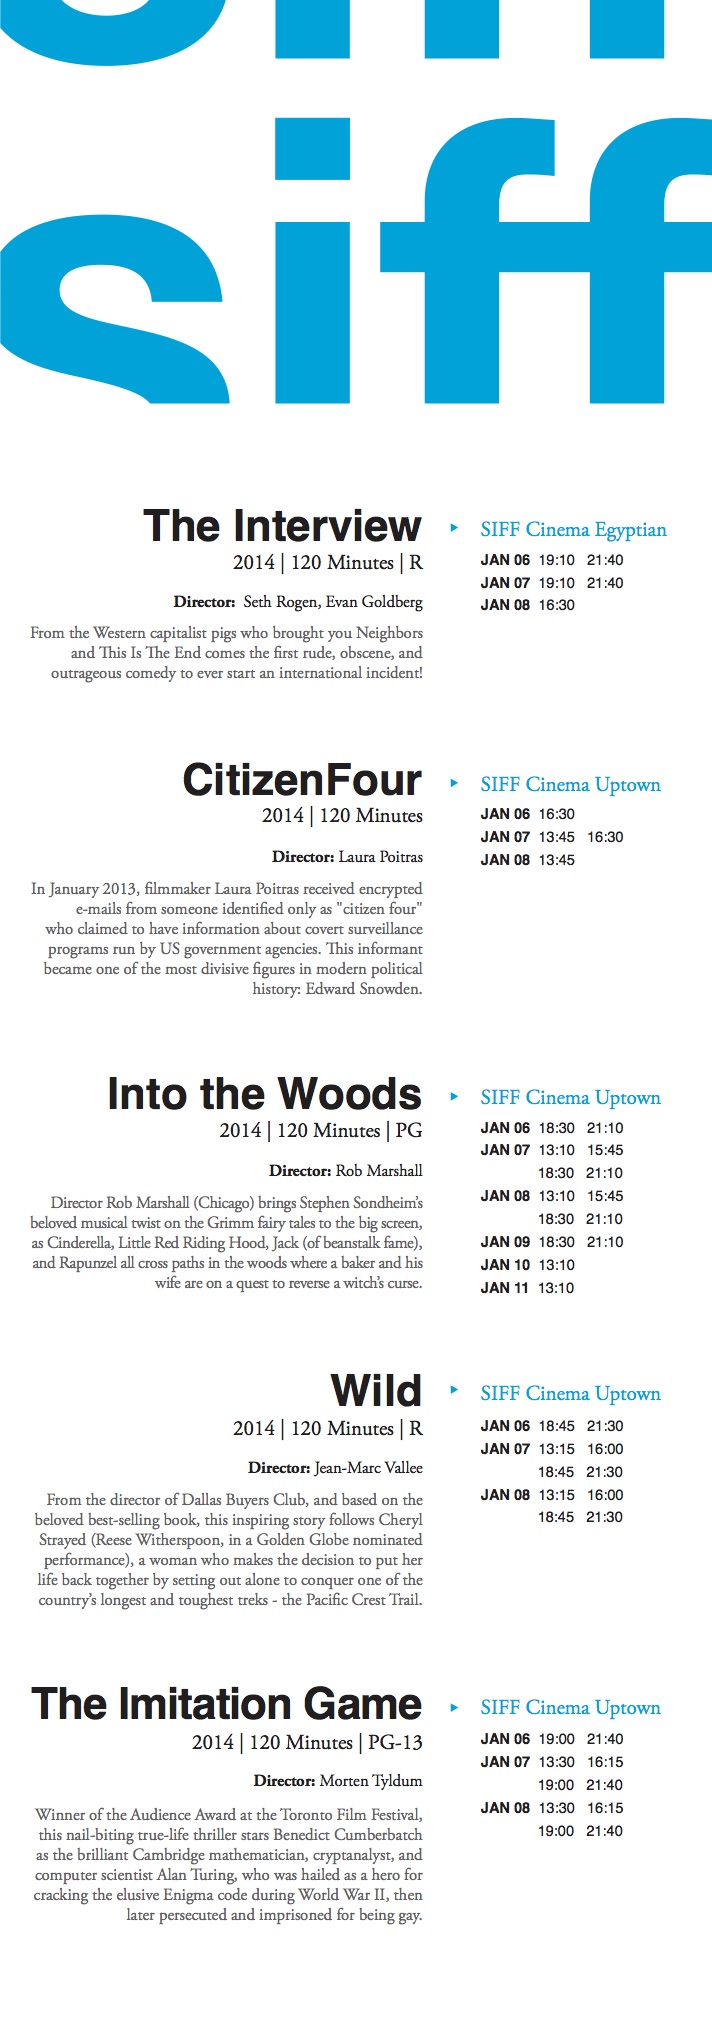 siff
siff
The Interview
2014 | 120 Minutes | R
Director: Seth Rogen, Evan Goldberg
From the Western capitalist pigs who brought you Neighbors
and This Is The End comes the first rude, obscene, and
outrageous comedy to ever start an international incident!
SIFF Cinema Egyptian
JAN 06 19:10 21:40
JAN 07 19:10 21:40
JAN 08 16:30
CitizenFour
2014 | 120 Minutes
Director: Laura Poitras
In January 2013, filmmaker Laura Poitras received encrypted
e-mails from someone identified only as "citizen four"
who claimed to have information about covert surveillance
programs run by US government agencies. This informant
became one of the most divisive figures in modern political
history: Edward Snowden.
SIFF Cinema Uptown
JAN 06 16:30
JAN 07 13:45 16:30
JAN 08 13:45
Into the Woods
2014 | 120 Minutes | PG
Director: Rob Marshall
Director Rob Marshall (Chicago) brings Stephen Sondheim's
beloved musical twist on the Grimm fairy tales to the big screen,
as Cinderella, Little Red Riding Hood, Jack (of beanstalk fame),
and Rapunzel all cross paths in the woods where a baker and his
wife are on a quest to reverse a witch's curse.
SIFF Cinema Uptown
JAN 06 18:30 21:10
JAN 07 13:10 15:45
18:30 21:10
JAN 08 13:10 15:45
18:30 21:10
JAN 09 18:30 21:10
JAN 10 13:10
JAN 11 13:10
Wild
2014 | 120 Minutes | R
Director: Jean-Marc Vallee
From the director of Dallas Buyers Club, and based on the
beloved best-selling book, this inspiring story follows Cheryl
Strayed (Reese Witherspoon, in a Golden Globe nominated
performance), a woman who makes the decision to put her
life back together by setting out alone to conquer one of the
country's longest and toughest treks - the Pacific Crest Trail.
SIFF Cinema Uptown
JAN 06 18:45 21:30
JAN 07 13:15 16:00
18:45 21:30
JAN 08 13:15 16:00
18:45 21:30
The Imitation Game
2014 | 120 Minutes | PG-13
Director: Morten Tyldum
Winner of the Audience Award at the Toronto Film Festival,
this nail-biting true-life thriller stars Benedict Cumberbatch
as the brilliant Cambridge mathematician, cryptanalyst, and
computer scientist Alan Turing, who was hailed as a hero for
cracking the elusive Enigma code during World War II, then
later persecuted and imprisoned for being gay.
SIFF Cinema Uptown
JAN 06 19:00 21:40
JAN 07 13:30 16:15
19:00 21:40
JAN 08 13:30 16:15
19:00 21:40